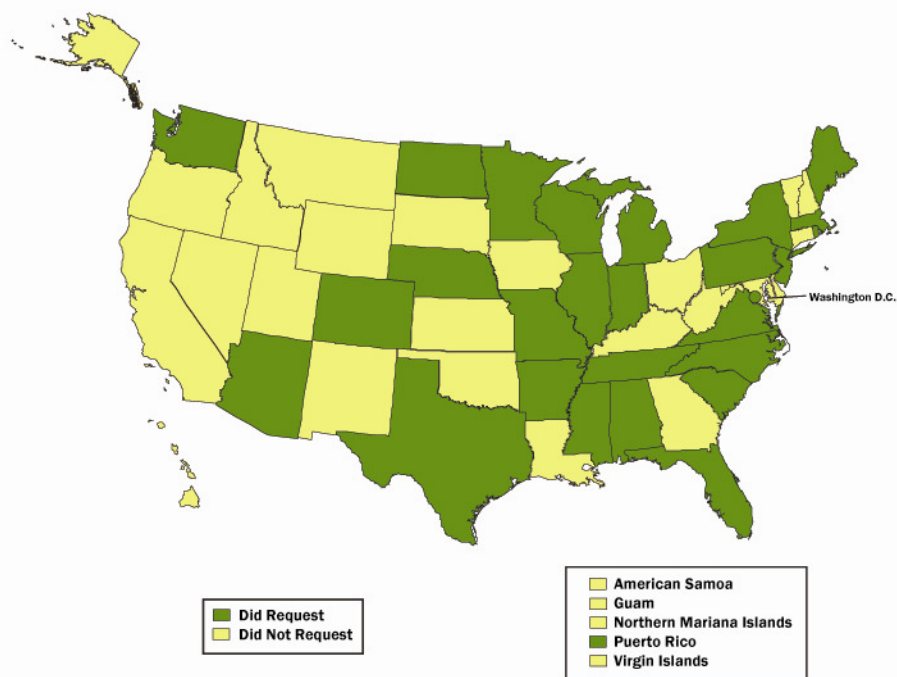 Washington D.C.
Did Request
Did Not Request
American Samoa
Guam
Northern Mariana Islands
Puerto Rico
Virgin Islands